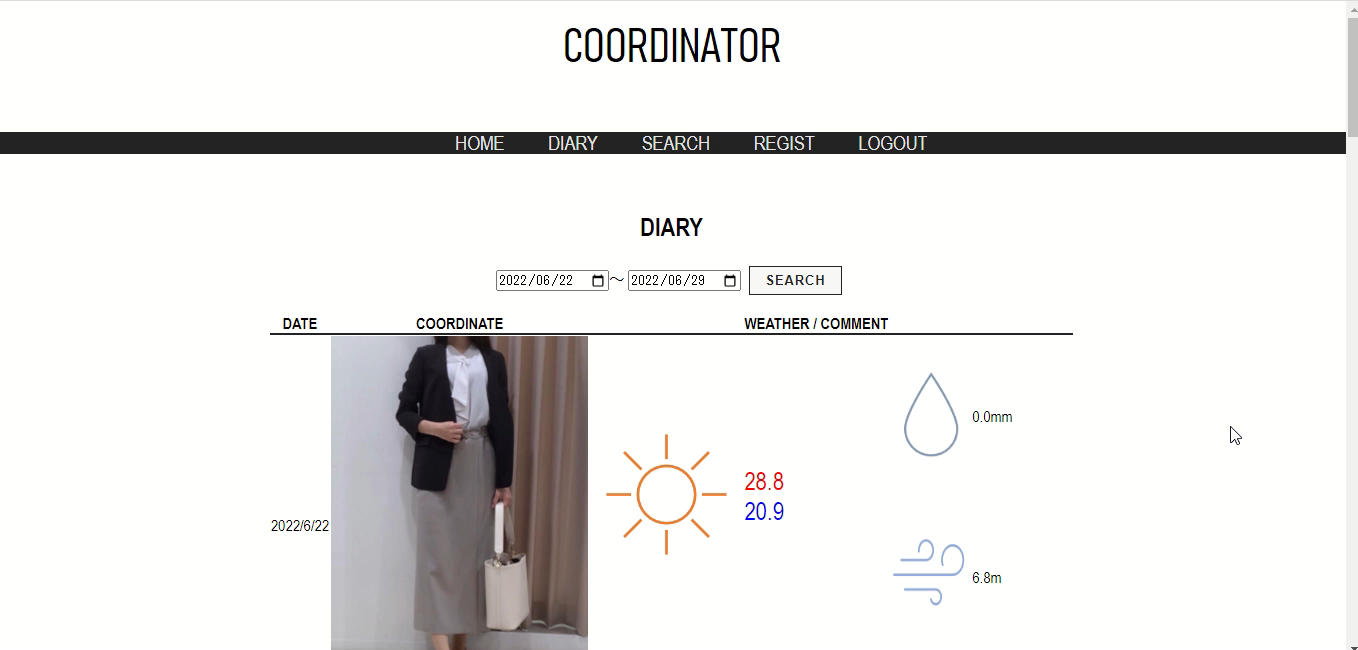 COORDINATOR
HOME DIARY SEARCH REGIST LOGOUT
DIARY
2022/06/22 ～ 2022/06/29 SEARCH
DATE COORDINATE WEATHER / COMMENT
0.0mm
28.8
20.9
2022/6/22
6.8m